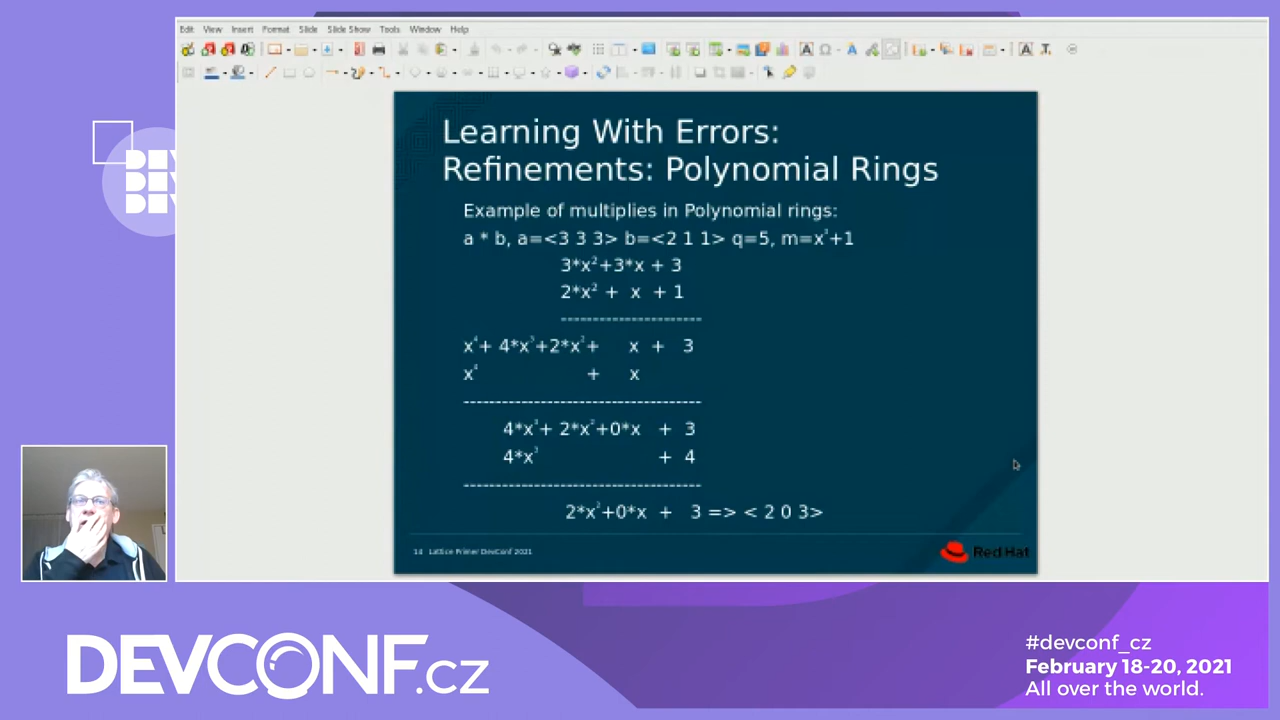 Edit View Insert Format Slide Slide Show Tools Window Help
DEV
DEV
DEV
Learning With Errors:
Refinements: Polynomial Rings
Example of multiplies in Polynomial rings:
a * b, a=<3 3 3> b=<2 1 1> q=5, m=x³+1
3*x²+3*x + 3
2*x² + x + 1
----------------------
x⁴+ 4*x³+2*x²+ x + 3
x⁴ + x
-------------------------------------
4*x³+ 2*x²+0*x + 3
4*x³ + 4
-------------------------------------
2*x²+0*x + 3 => < 2 0 3>
14 Lattice Primer DevConf 2021
Red Hat
DEVCONF.cz
#devconf_cz
February 18-20, 2021
All over the world.